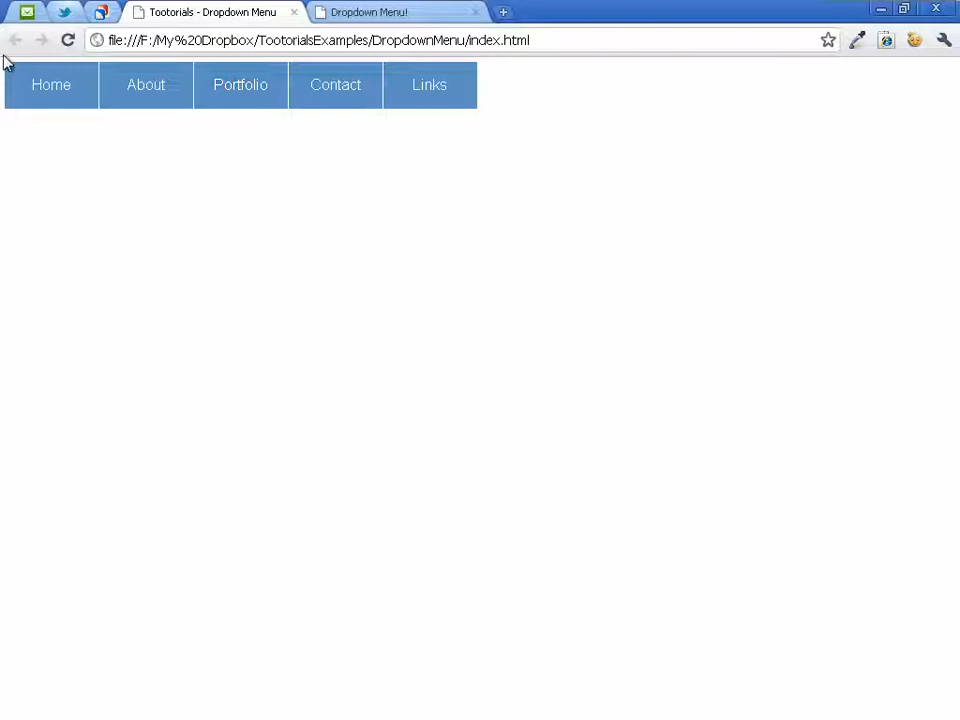 Tootorials - Dropdown Menu
Dropdown Menu!
file:///F:/My%20Dropbox/TootorialsExamples/DropdownMenu/index.html
Home About Portfolio Contact Links